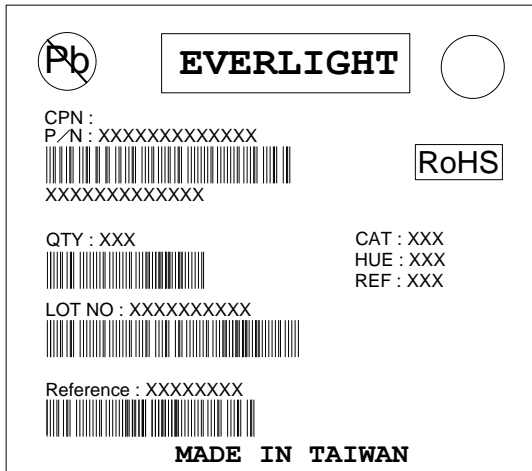 Pb
EVERLIGHT
CPN :
P/N : XXXXXXXXXXXXX
RoHS
XXXXXXXXXXXXX
QTY : XXX
CAT : XXX
HUE : XXX
REF : XXX
LOT NO : XXXXXXXXXX
Reference : XXXXXXXX
MADE IN TAIWAN